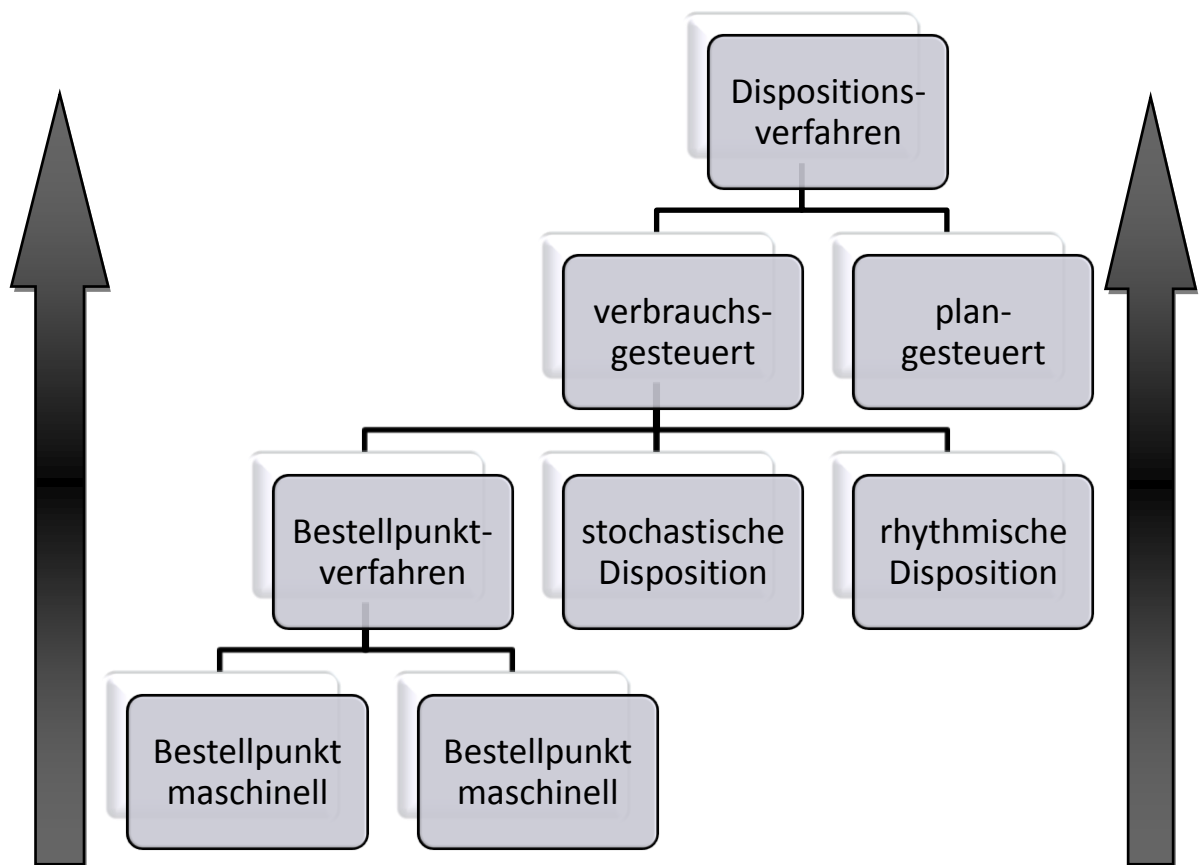 Dispositions-
verfahren
verbrauchs-
gesteuert
plan-
gesteuert
Bestellpunkt-
verfahren
stochastische
Disposition
rhythmische
Disposition
Bestellpunkt
maschinell
Bestellpunkt
maschinell